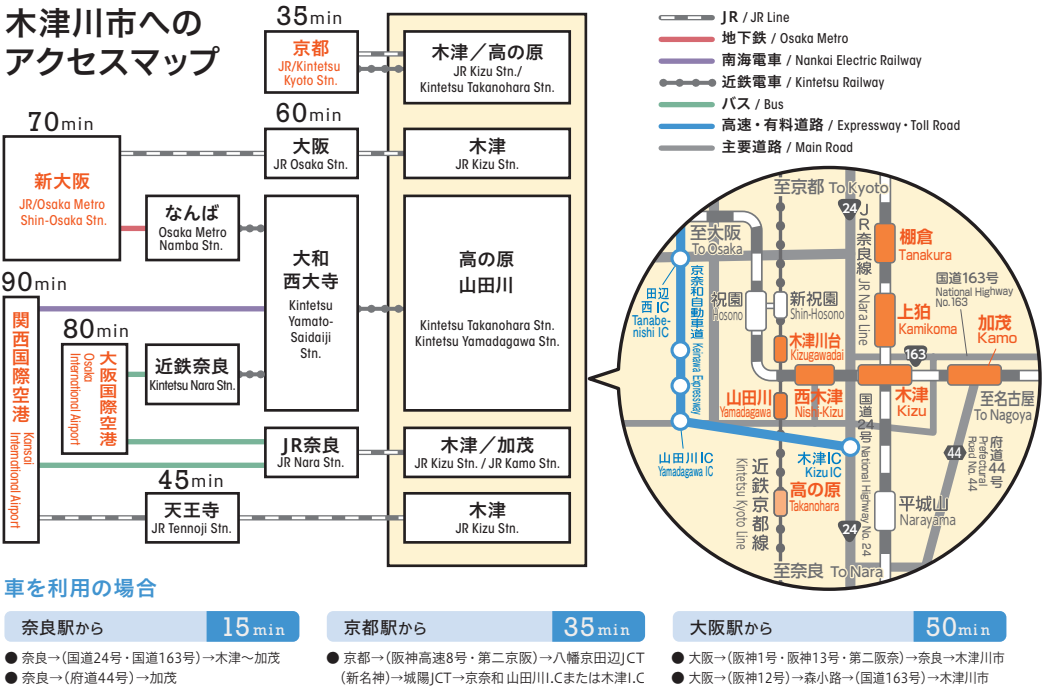 木津川市への
アクセスマップ
35min
京都
JR/Kintetsu
Kyoto Stn.
木津／高の原
JR Kizu Stn./
Kintetsu Takanohara Stn.
60min
大阪
JR Osaka Stn.
木津
JR Kizu Stn.
70min
新大阪
JR/Osaka Metro
Shin-Osaka Stn.
なんば
Osaka Metro
Namba Stn.
大和
西大寺
Kintetsu
Yamato-
Saidaiji
Stn.
高の原
山田川
Kintetsu Takanohara Stn.
Kintetsu Yamadagawa Stn.
90min
関西国際空港
Kansai
International Airport
80min
大阪国際空港
Osaka
International Airport
近鉄奈良
Kintetsu Nara Stn.
JR奈良
JR Nara Stn.
木津／加茂
JR Kizu Stn. / JR Kamo Stn.
45min
天王寺
JR Tennoji Stn.
木津
JR Kizu Stn.
JR / JR Line
地下鉄 / Osaka Metro
南海電車 / Nankai Electric Railway
近鉄電車 / Kintetsu Railway
バス / Bus
高速・有料道路 / Expressway・Toll Road
主要道路 / Main Road
至京都 To Kyoto
24
至大阪
To Osaka
JR奈良線 JR Nara Line
棚倉
Tanakura
田辺
西IC
Tanabe-
nishi IC
京奈和自動車道 Keinawa Expressway
祝園
Hosono
新祝園
Shin-Hosono
国道163号
National Highway
No.163
上狛
Kamikoma
加茂
Kamo
木津川台
Kizugawadai
163
山田川
Yamadagawa
西木津
Nishi-Kizu
木津
Kizu
至名古屋
To Nagoya
国道24号 National Highway No. 24
山田川IC
Yamadagawa IC
木津IC
Kizu IC
44
府道44号
Prefectural
Road No. 44
近鉄京都線
Kintetsu Kyoto Line
高の原
Takanohara
平城山
Narayama
24
至奈良 To Nara
車を利用の場合
奈良駅から 15min
● 奈良→(国道24号・国道163号)→木津～加茂
● 奈良→(府道44号)→加茂
京都駅から 35min
● 京都→(阪神高速8号・第二京阪)→八幡京田辺JCT
(新名神)→城陽JCT→京奈和 山田川I.Cまたは木津I.C
大阪駅から 50min
● 大阪→(阪神1号・阪神13号・第二阪奈)→奈良→木津川市
● 大阪→(阪神12号)→森小路→(国道163号)→木津川市